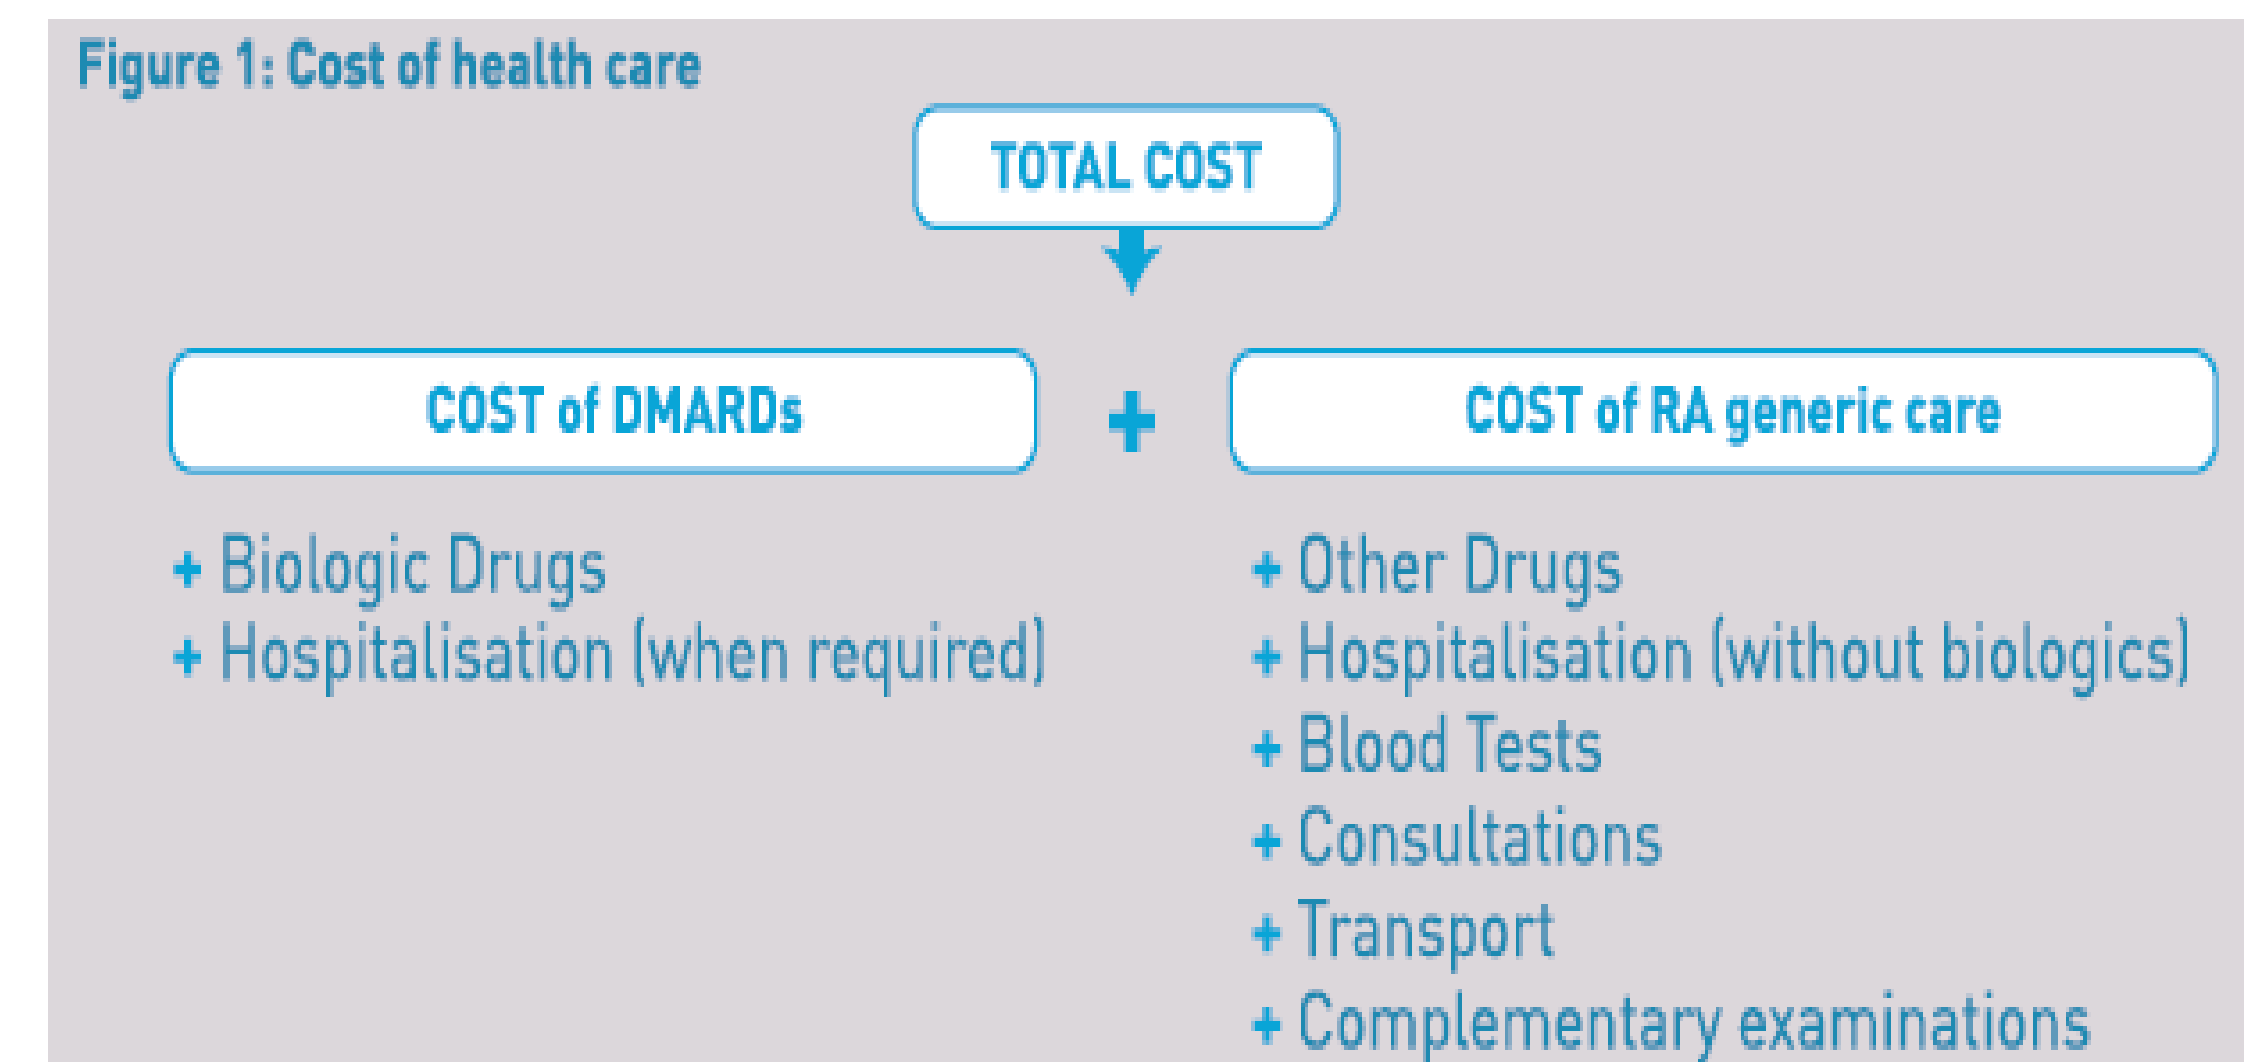 Figure 1: Cost of health care
TOTAL COST
COST of DMARDs
+
COST of RA generic care
+ Biologic Drugs
+ Hospitalisation (when required)
+ Other Drugs
+ Hospitalisation (without biologics)
+ Blood Tests
+ Consultations
+ Transport
+ Complementary examinations